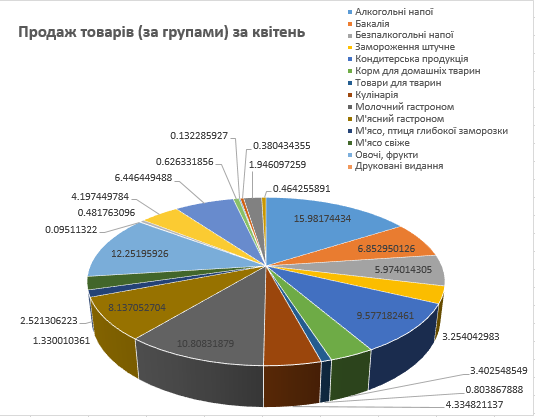 Продаж товарів (за групами) за квітень
Алкогольні напої
Бакалія
Безпалкогольні напої
Замороження штучне
Кондитерська продукція
Корм для домашніх тварин
Товари для тварин
Кулінарія
Молочний гастроном
М'ясний гастроном
М'ясо, птиця глибокої заморозки
М'ясо свіже
Овочі, фрукти
Друковані видання
0.132285927
0.380434355
0.626331856
1.946097259
6.446449488
0.464255891
4.197449784
0.481763096
0.09511322
15.98174434
6.852950126
12.25195926
5.974014305
8.137052704
9.577182461
2.521306223
1.330010361
10.80831879
3.254042983
3.402548549
0.803867888
4.334821137